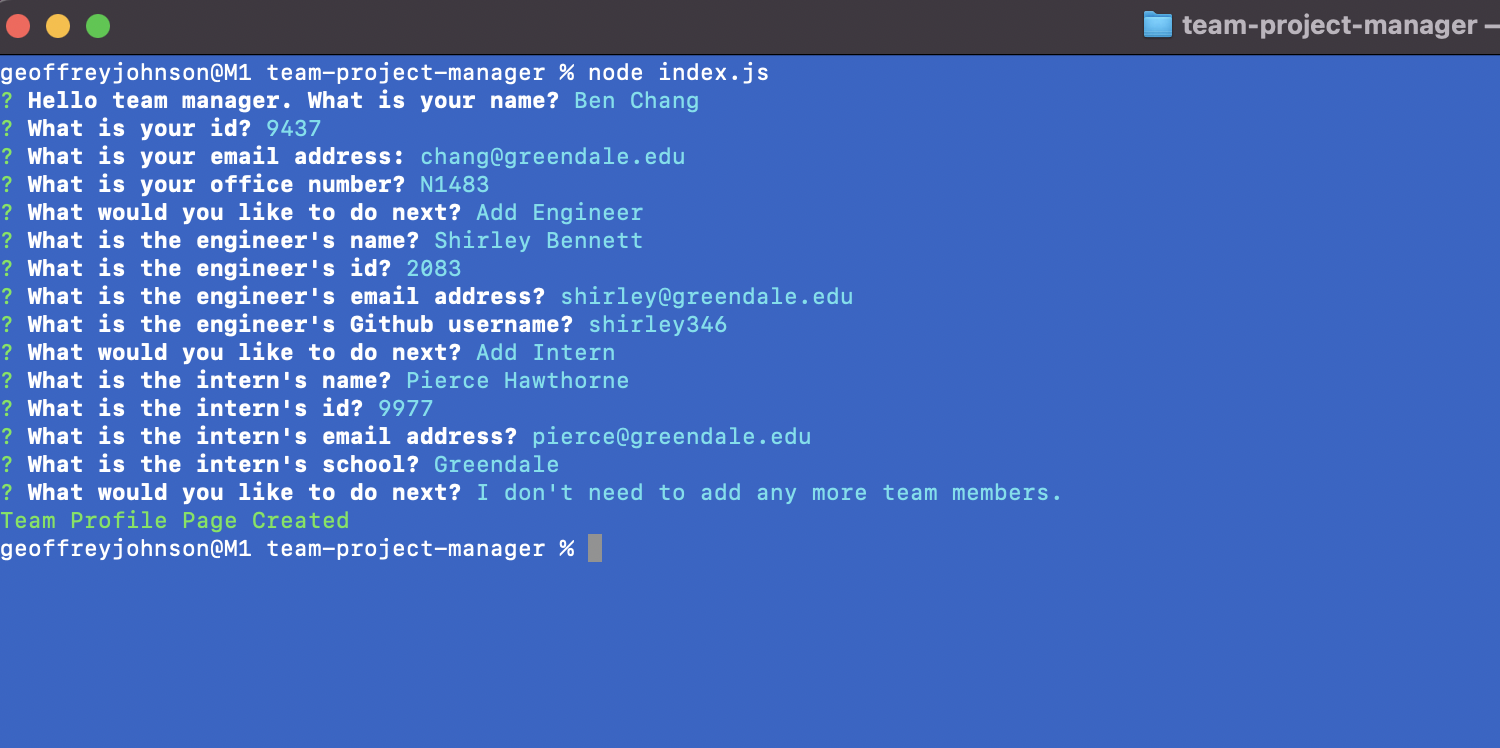 team-project-manager —
geoffreyjohnson@M1 team-project-manager % node index.js
? Hello team manager. What is your name? Ben Chang
? What is your id? 9437
? What is your email address: chang@greendale.edu
? What is your office number? N1483
? What would you like to do next? Add Engineer
? What is the engineer's name? Shirley Bennett
? What is the engineer's id? 2083
? What is the engineer's email address? shirley@greendale.edu
? What is the engineer's Github username? shirley346
? What would you like to do next? Add Intern
? What is the intern's name? Pierce Hawthorne
? What is the intern's id? 9977
? What is the intern's email address? pierce@greendale.edu
? What is the intern's school? Greendale
? What would you like to do next? I don't need to add any more team members.
Team Profile Page Created
geoffreyjohnson@M1 team-project-manager %